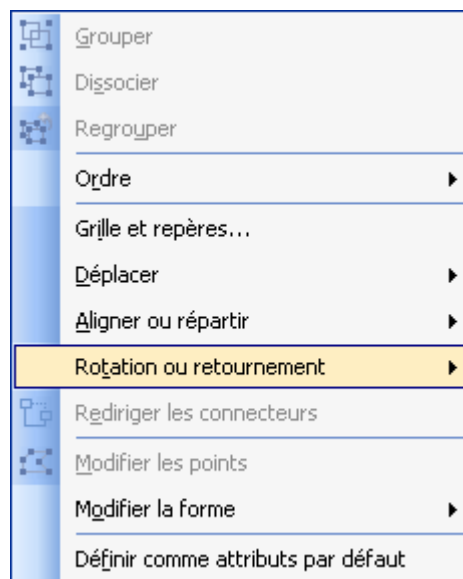 Grouper
Dissocier
Regrouper
Ordre
Grille et repères...
Déplacer
Aligner ou répartir
Rotation ou retournement
Rediriger les connecteurs
Modifier les points
Modifier la forme
Définir comme attributs par défaut